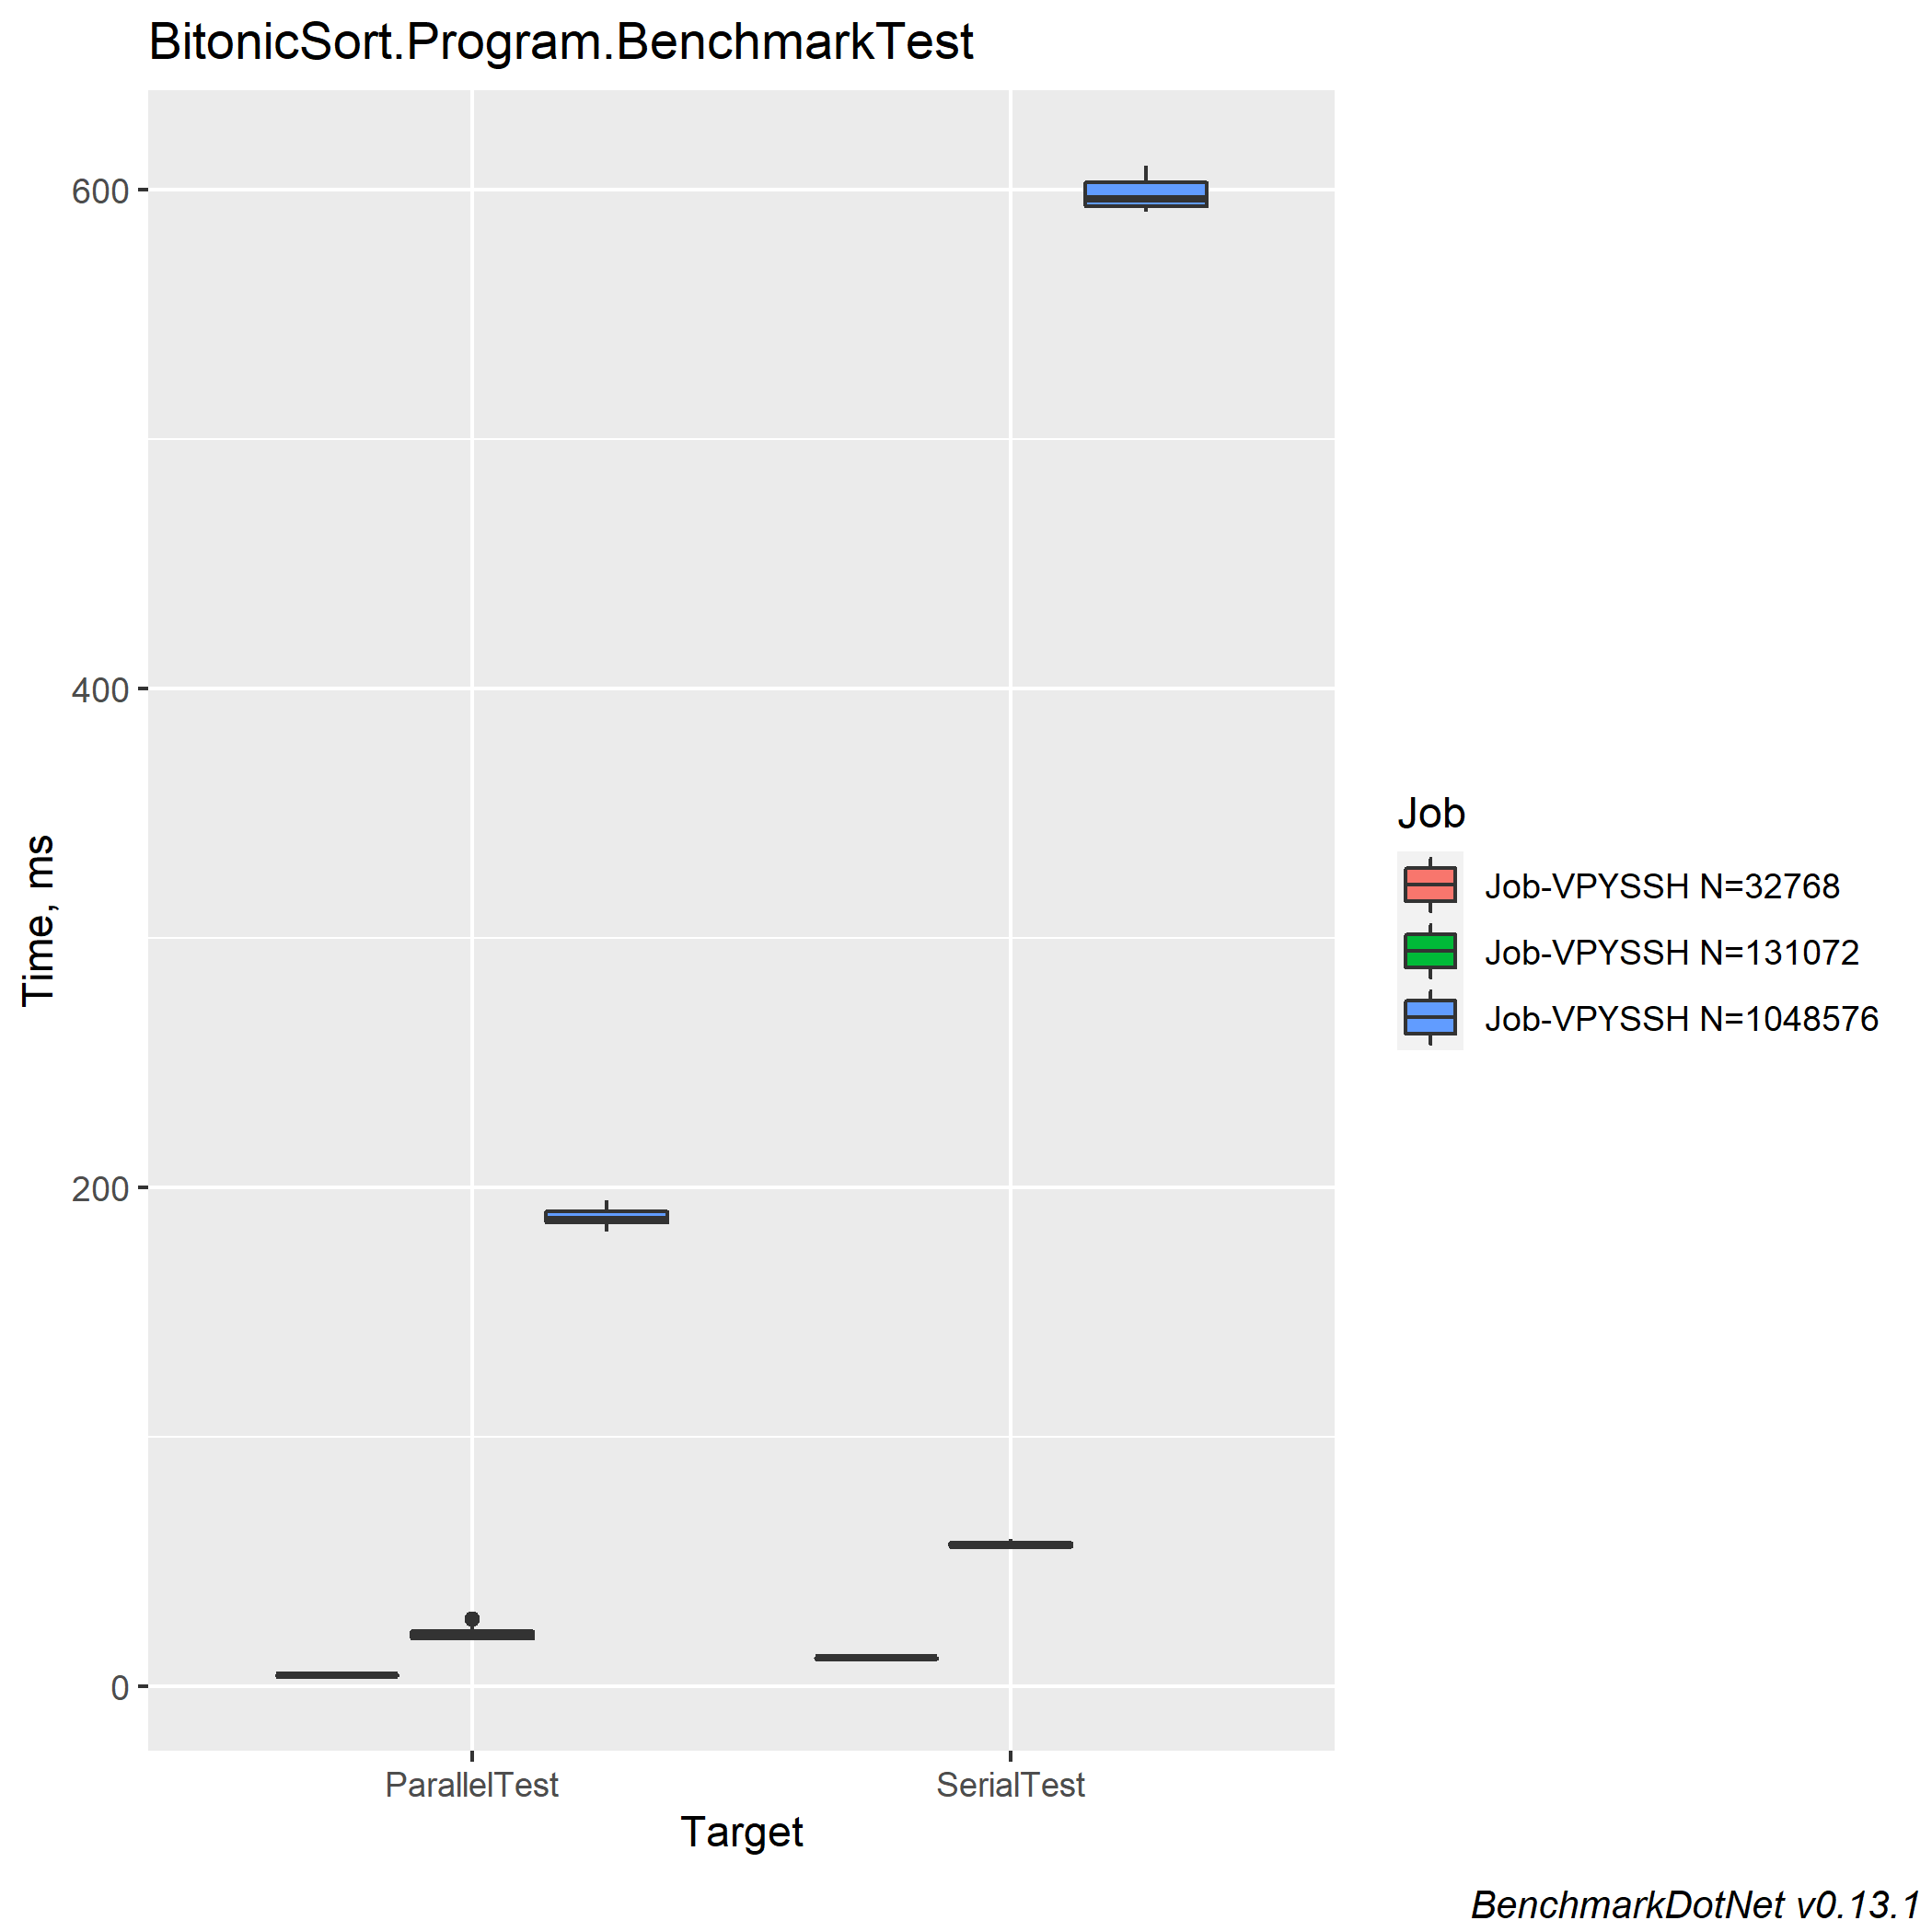 BitonicSort.Program.BenchmarkTest
600
400
200
0
Time, ms
ParallelTest
SerialTest
Target
Job
Job-VPYSSH N=32768
Job-VPYSSH N=131072
Job-VPYSSH N=1048576
BenchmarkDotNet v0.13.1